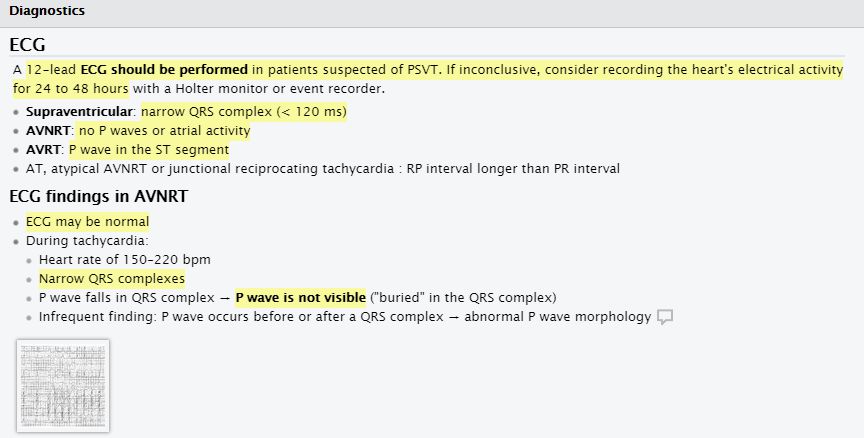 Diagnostics
ECG
A 12-lead ECG should be performed in patients suspected of PSVT. If inconclusive, consider recording the heart's electrical activity
for 24 to 48 hours with a Holter monitor or event recorder.
• Supraventricular: narrow QRS complex (< 120 ms)
• AVNRT: no P waves or atrial activity
• AVRT: P wave in the ST segment
• AT, atypical AVNRT or junctional reciprocating tachycardia : RP interval longer than PR interval
ECG findings in AVNRT
• ECG may be normal
• During tachycardia:
• Heart rate of 150–220 bpm
• Narrow QRS complexes
• P wave falls in QRS complex → P wave is not visible ("buried" in the QRS complex)
• Infrequent finding: P wave occurs before or after a QRS complex → abnormal P wave morphology